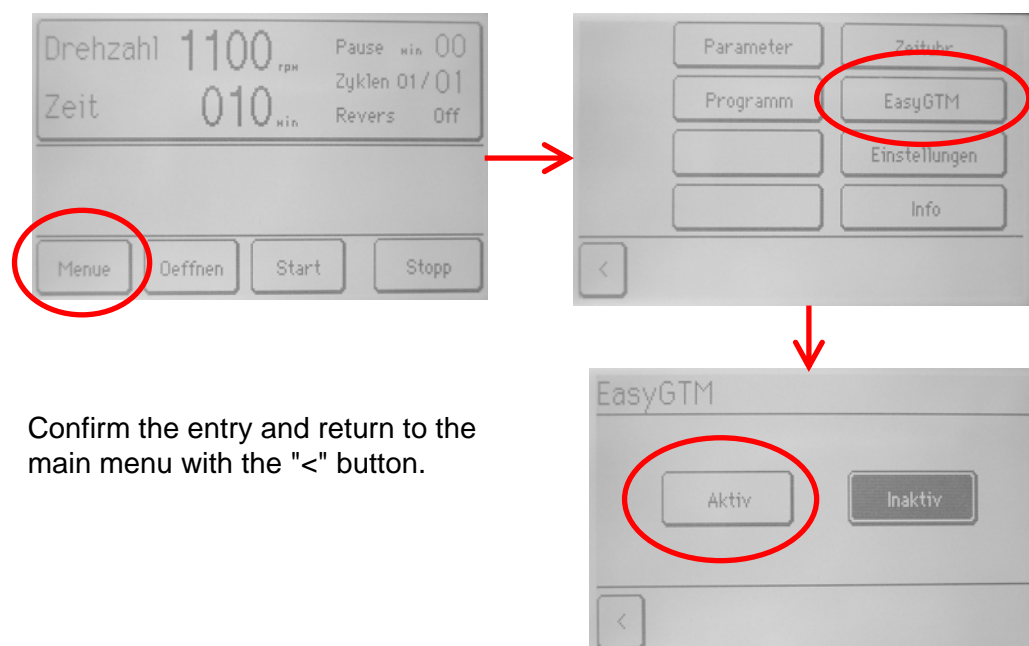 Drehzahl 1100 rpm
Pause min 00
Zyklen 01/01
Zeit 010 min
Revers Off
Menue Oeffnen Start Stopp
Parameter Zeituhr
Programm EasyGTM
Einstellungen
Info
<
Confirm the entry and return to the
main menu with the "<" button.
EasyGTM
Aktiv Inaktiv
<